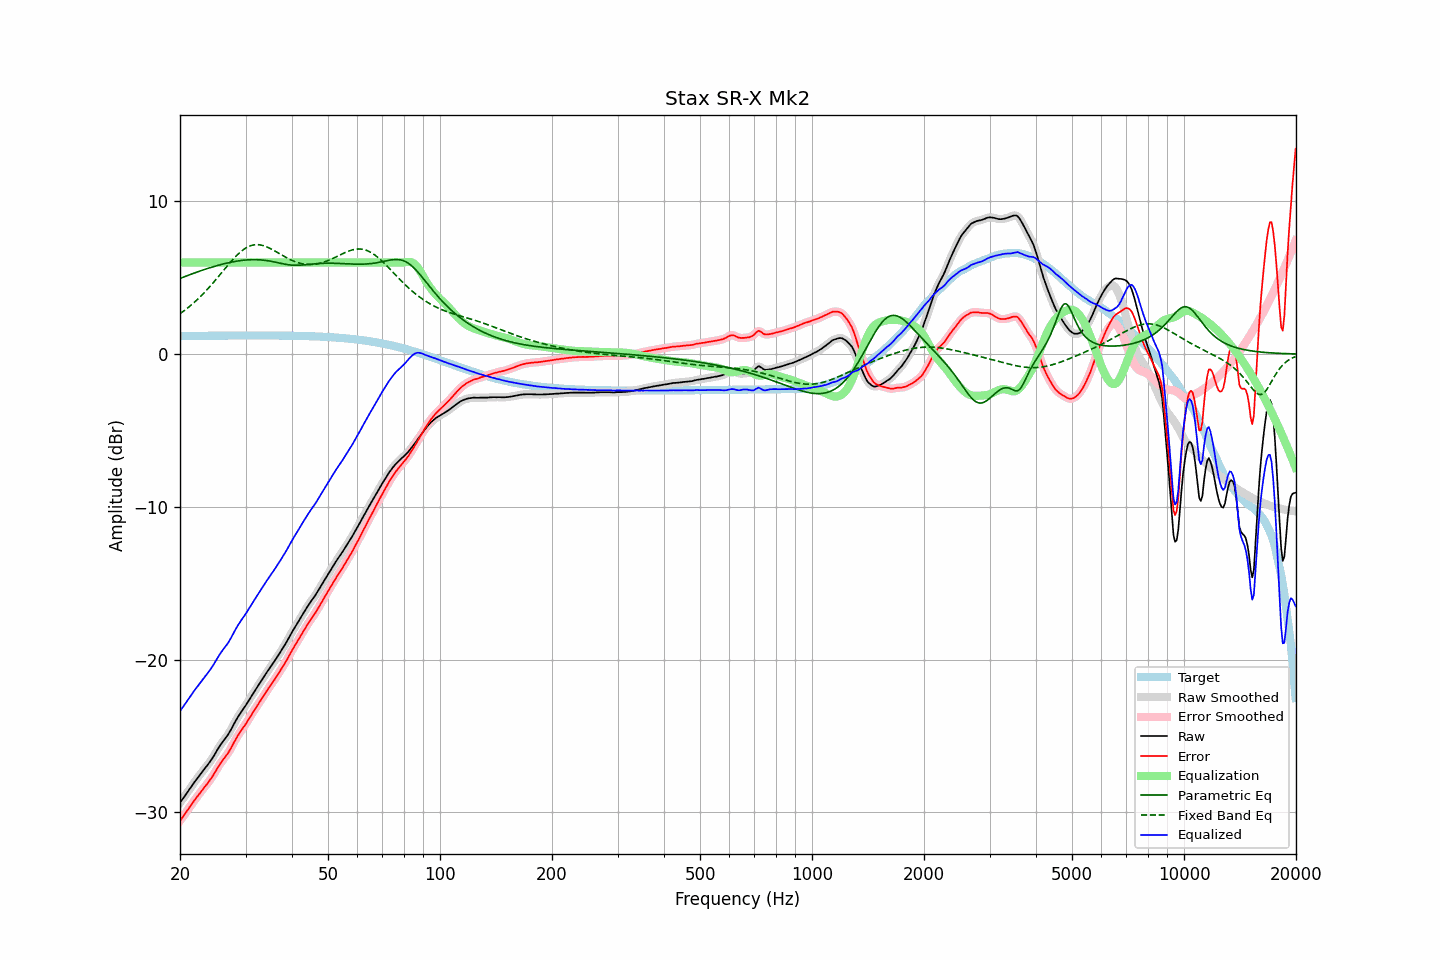 Stax SR-X Mk2
Amplitude (dBr)
10
0
−10
−20
−30
20
50
100
200
500
1000
2000
5000
10000
20000
Frequency (Hz)
Target
Raw Smoothed
Error Smoothed
Raw
Error
Equalization
Parametric Eq
Fixed Band Eq
Equalized